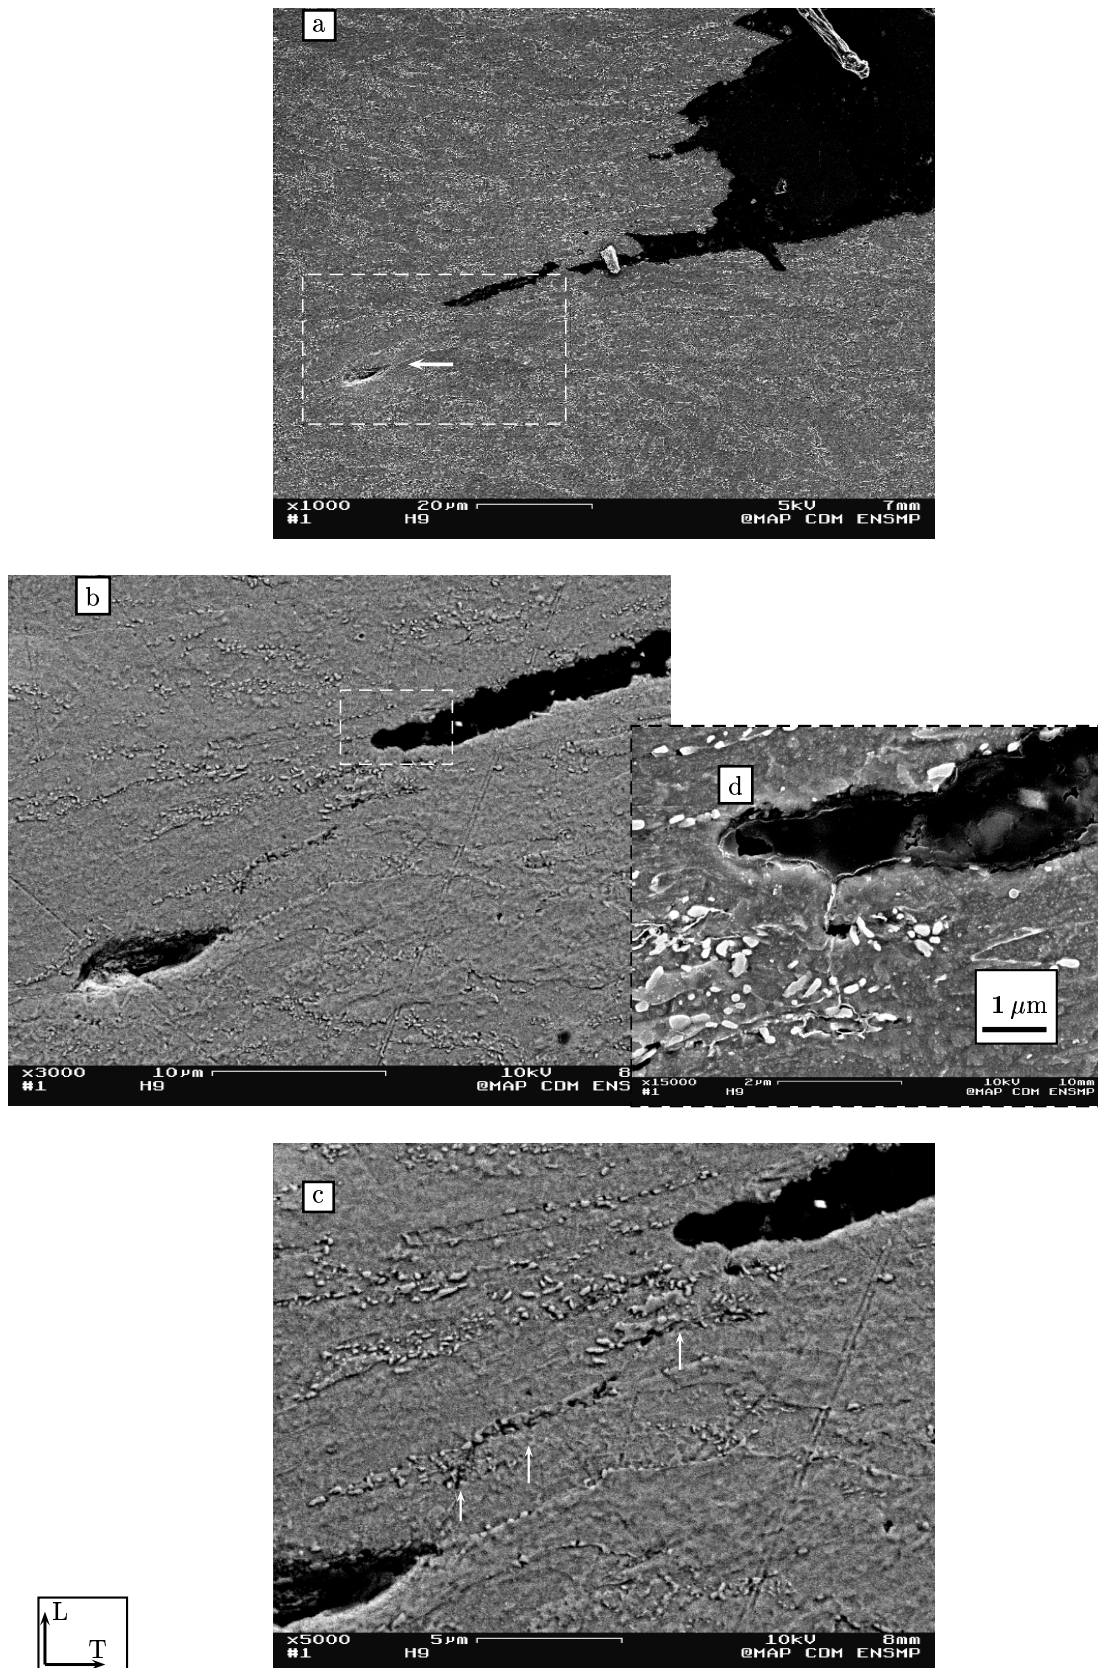 a
x1000 20µm 5kV 7mm
#1 H9 @MAP CDM ENSMP
b
x3000 10µm 10kV 8
#1 H9 @MAP CDM ENS
d
1 µm
x15000 2µm 10kV 10mm
#1 H9 @MAP CDM ENSMP
c
x5000 5µm 10kV 8mm
#1 H9 @MAP CDM ENSMP
L
T